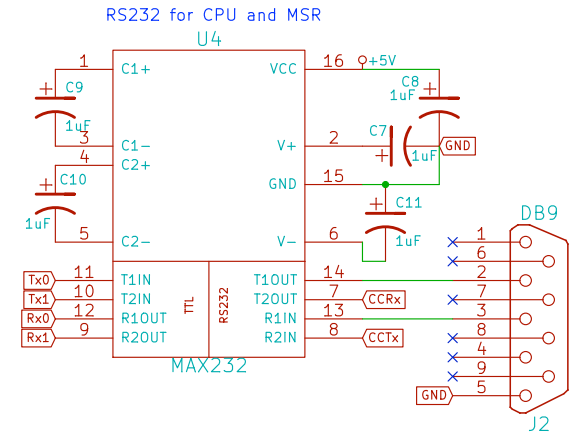 RS232 for CPU and MSR
U4
1 C1+ VCC 16 +5V
C9 C8
1uF 1uF
3 C1- V+ 2 C7 1uF GND
4 C2+
C10 GND 15
1uF C11
5 C2- V- 6 1uF
DB9
1
6
Tx0 11 T1IN T1OUT 14 2
Tx1 10 T2IN T2OUT 7 CCRx 7
Rx0 12 R1OUT R1IN 13 3
Rx1 9 R2OUT R2IN 8 CCTx 8
TTL RS232
4
MAX232
9
GND 5
J2